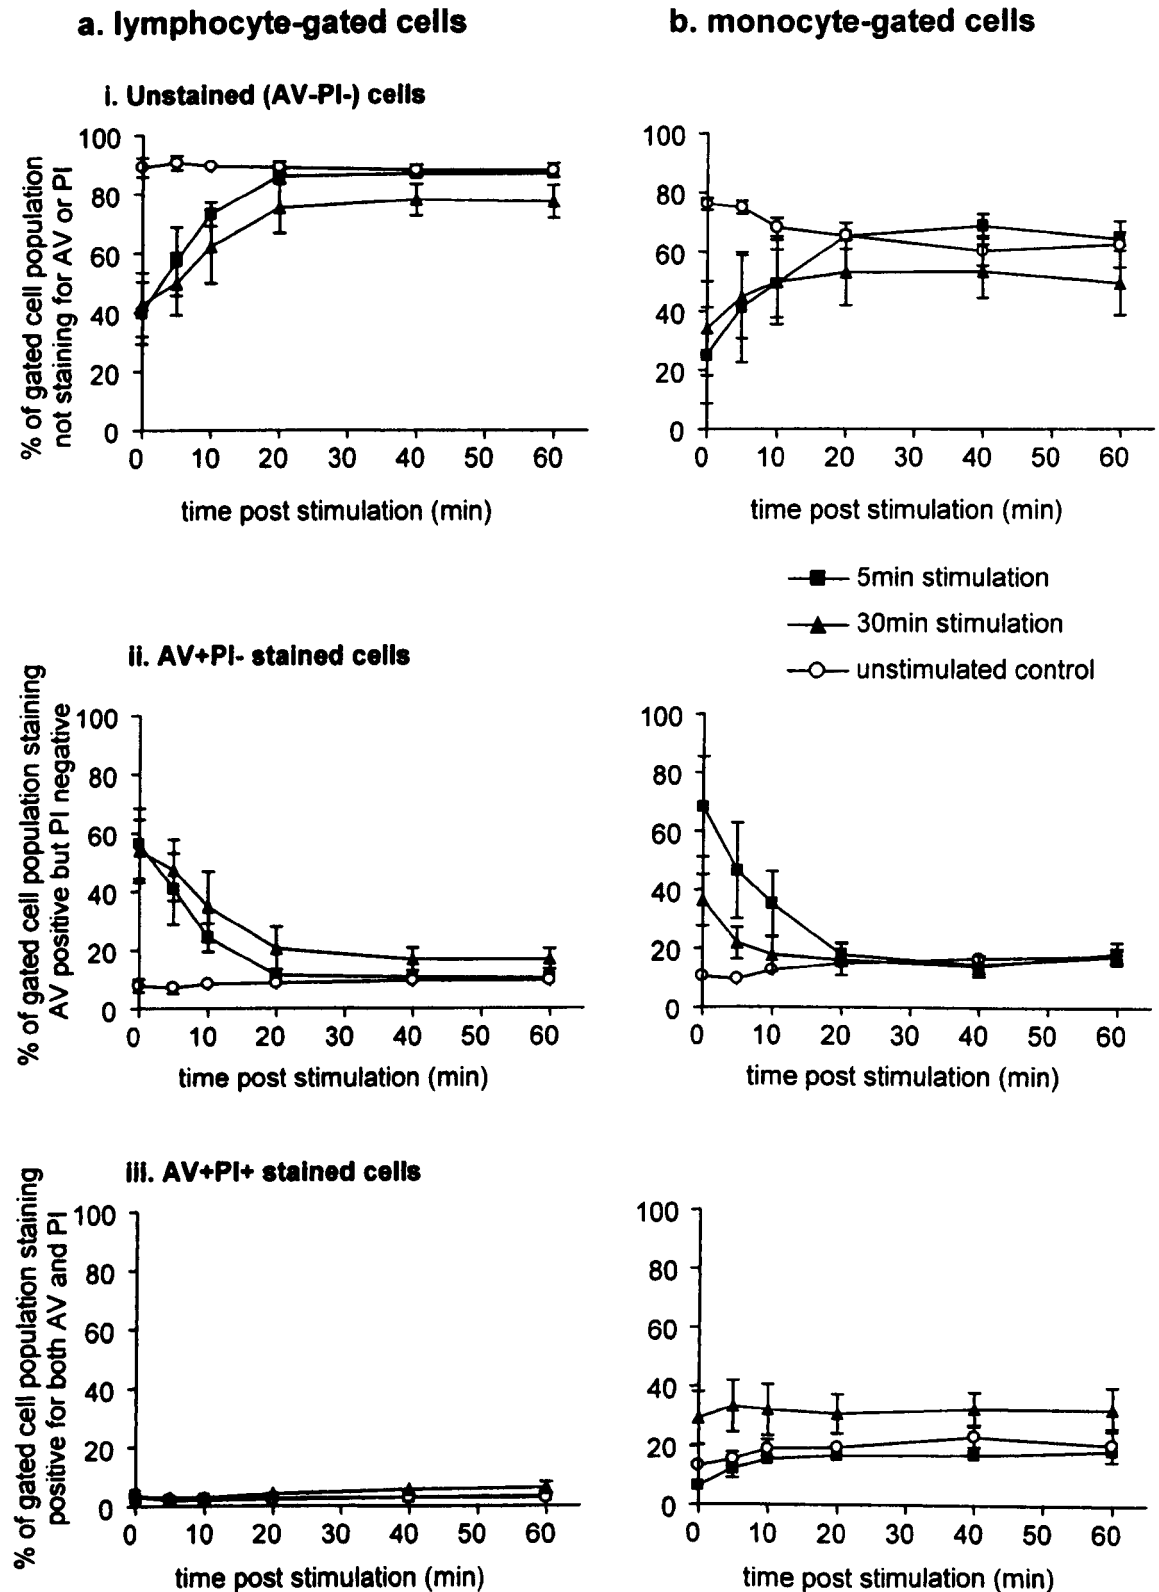 a. lymphocyte-gated cells
b. monocyte-gated cells
i. Unstained (AV-PI-) cells
% of gated cell population
not staining for AV or PI
100
80
60
40
20
0
0 10 20 30 40 50 60
time post stimulation (min)
100
80
60
40
20
0
0 10 20 30 40 50 60
time post stimulation (min)
5min stimulation
30min stimulation
unstimulated control
ii. AV+PI- stained cells
% of gated cell population staining
AV positive but PI negative
100
80
60
40
20
0
0 10 20 30 40 50 60
time post stimulation (min)
100
80
60
40
20
0
0 10 20 30 40 50 60
time post stimulation (min)
iii. AV+PI+ stained cells
% of gated cell population staining
positive for both AV and PI
100
80
60
40
20
0
0 10 20 30 40 50 60
time post stimulation (min)
100
80
60
40
20
0
0 10 20 30 40 50 60
time post stimulation (min)